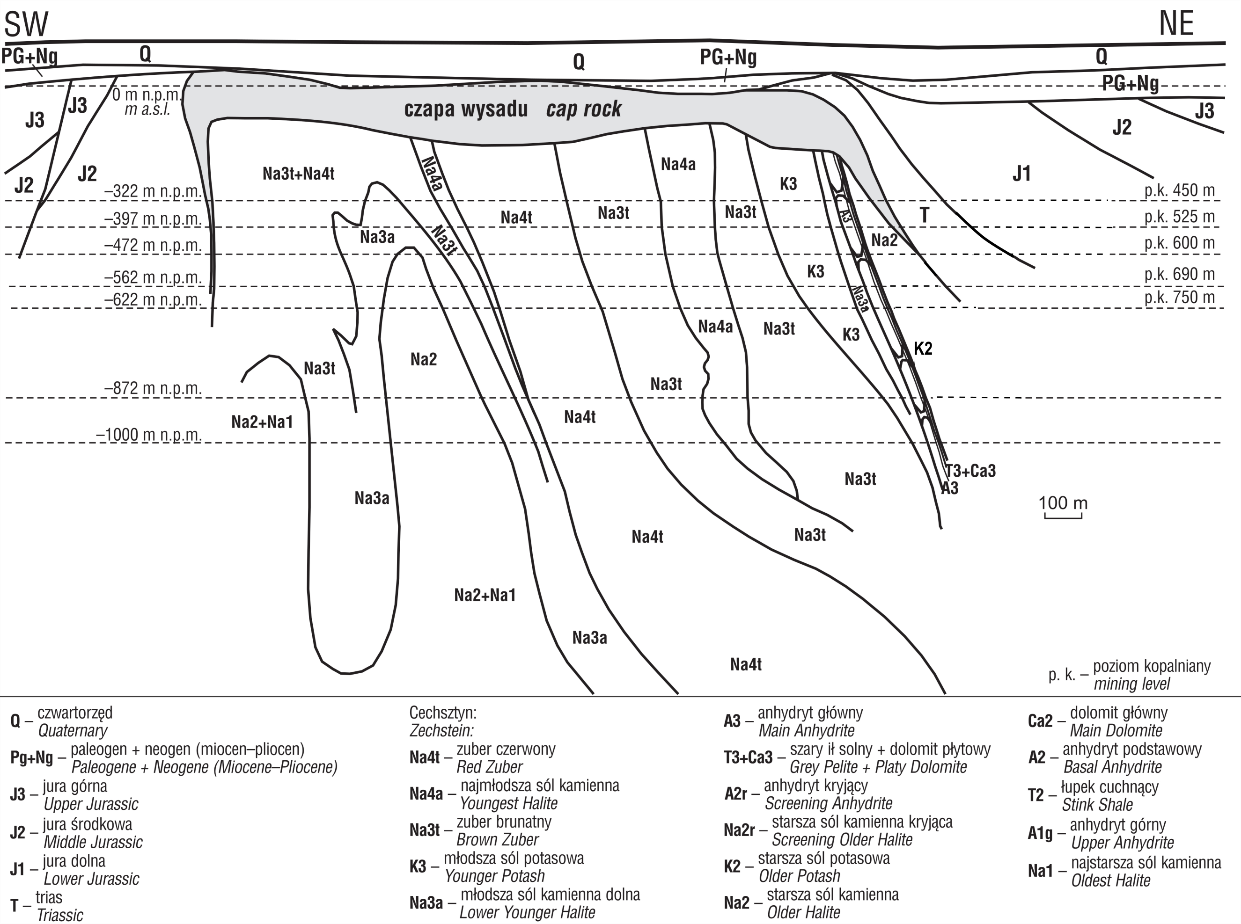 SW
NE
Q
PG+Ng
Q
PG+Ng
Q
PG+Ng
0 m n.p.m.
m a.s.l.
czapa wysadu cap rock
J3
J3
J3
J2
J2
J2
J1
T
Na3t+Na4t
Na4a
Na4a
K3
–322 m n.p.m.
p.k. 450 m
Na4t
Na3t
Na3t
A3
–397 m n.p.m.
p.k. 525 m
Na3a
Na3t
Na2
–472 m n.p.m.
p.k. 600 m
K3
–562 m n.p.m.
p.k. 690 m
Na3a
–622 m n.p.m.
p.k. 750 m
Na4a
Na3t
K3
K2
Na3t
Na2
Na3t
–872 m n.p.m.
Na2+Na1
Na4t
–1000 m n.p.m.
T3+Ca3
A3
Na3a
Na3t
100 m
Na4t
Na3t
Na2+Na1
Na3a
Na4t
p. k. – poziom kopalniany
mining level
Q – czwartorzęd
Quaternary
Pg+Ng – paleogen + neogen (miocen–pliocen)
Paleogene + Neogene (Miocene–Pliocene)
J3 – jura górna
Upper Jurassic
J2 – jura środkowa
Middle Jurassic
J1 – jura dolna
Lower Jurassic
T – trias
Triassic
Cechsztyn:
Zechstein:
Na4t – zuber czerwony
Red Zuber
Na4a – najmłodsza sól kamienna
Youngest Halite
Na3t – zuber brunatny
Brown Zuber
K3 – młodsza sól potasowa
Younger Potash
Na3a – młodsza sól kamienna dolna
Lower Younger Halite
A3 – anhydryt główny
Main Anhydrite
T3+Ca3 – szary ił solny + dolomit płytowy
Grey Pelite + Platy Dolomite
A2r – anhydryt kryjący
Screening Anhydrite
Na2r – starsza sól kamienna kryjąca
Screening Older Halite
K2 – starsza sól potasowa
Older Potash
Na2 – starsza sól kamienna
Older Halite
Ca2 – dolomit główny
Main Dolomite
A2 – anhydryt podstawowy
Basal Anhydrite
T2 – łupek cuchnący
Stink Shale
A1g – anhydryt górny
Upper Anhydrite
Na1 – najstarsza sól kamienna
Oldest Halite